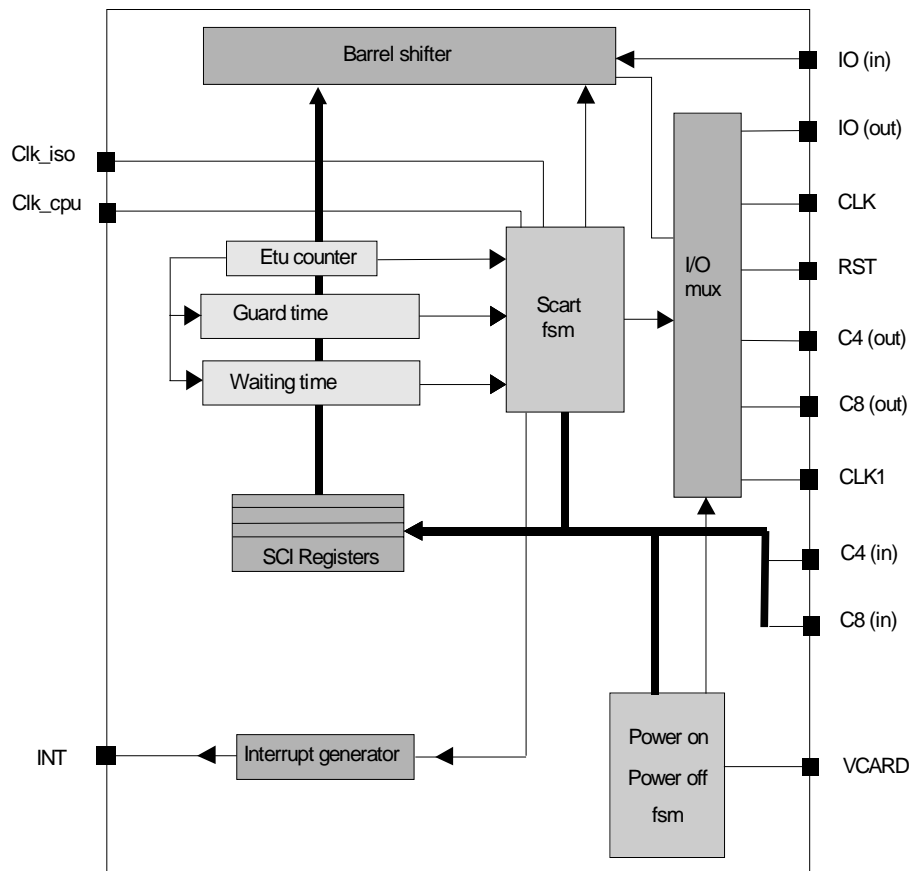 Barrel shifter
IO (in)
IO (out)
Clk_iso
Clk_cpu
CLK
Etu counter
I/O
mux
RST
Guard time
Scart
fsm
C4 (out)
Waiting time
C8 (out)
CLK1
SCI Registers
C4 (in)
C8 (in)
INT
Interrupt generator
Power on
Power off
fsm
VCARD